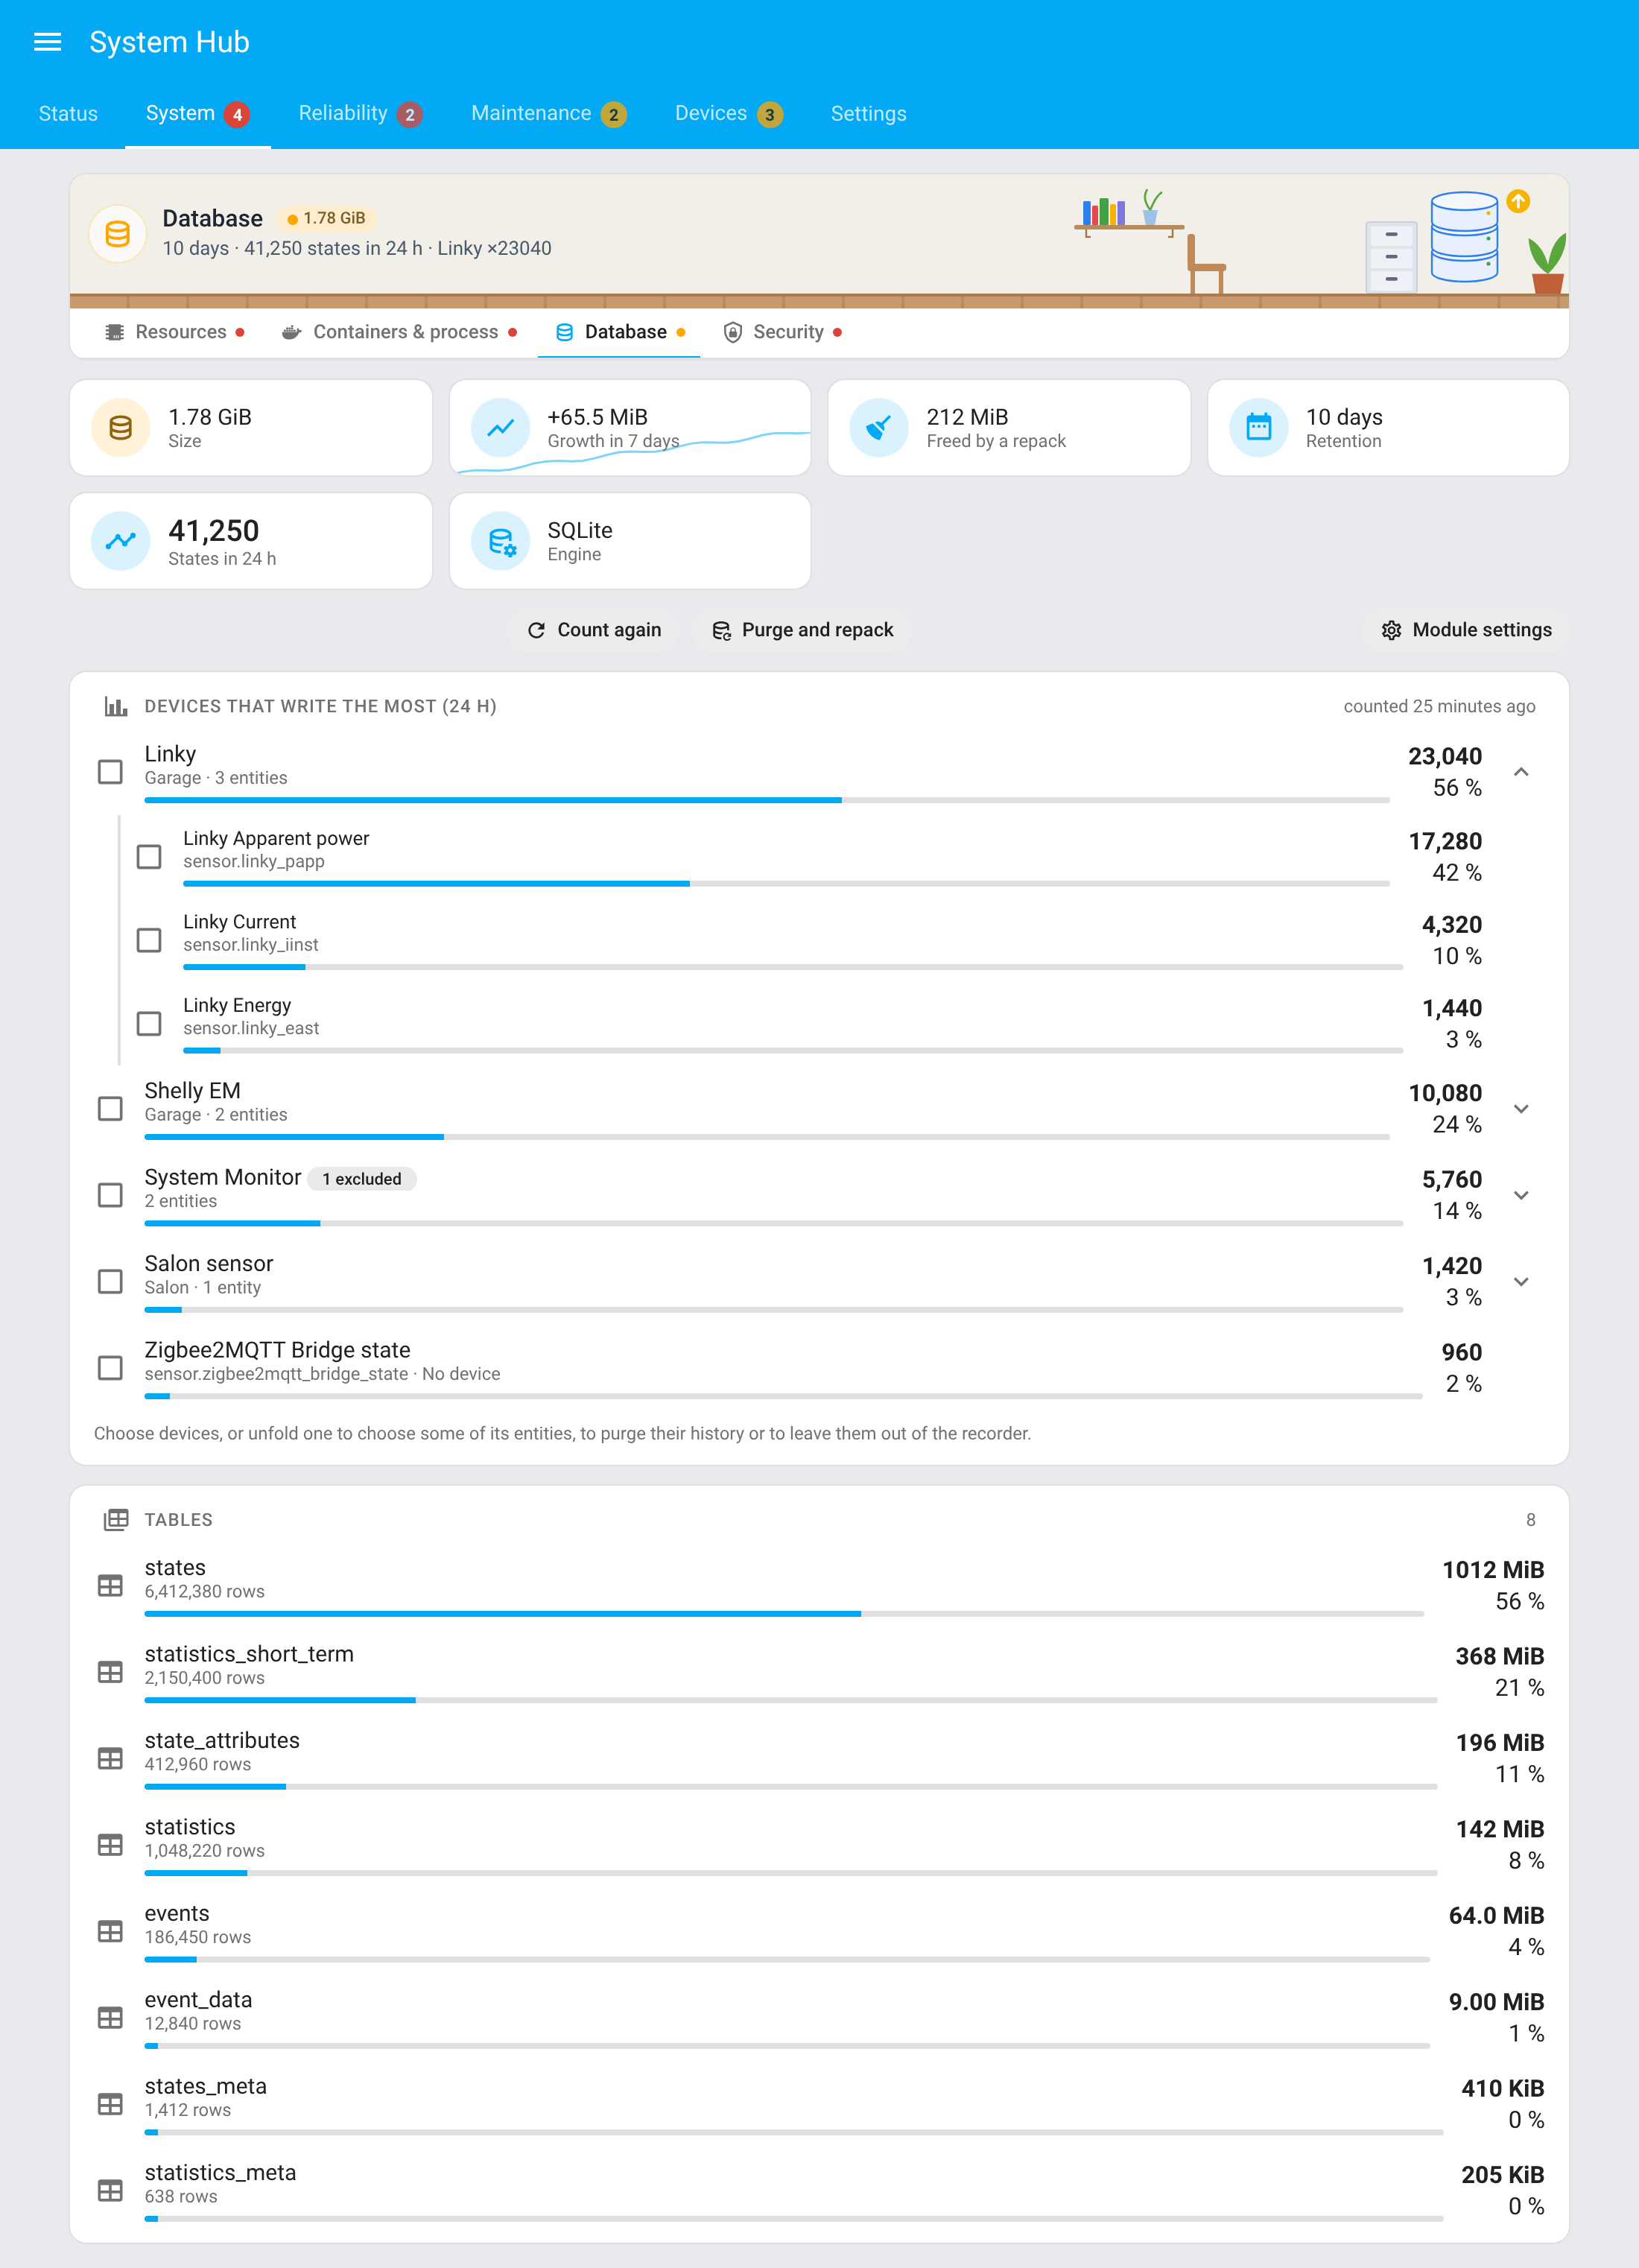 System Hub
Status
System 4
Reliability 2
Maintenance 2
Devices 3
Settings
Database 1.78 GiB
10 days · 41,250 states in 24 h · Linky ×23040
Resources
Containers & process
Database
Security
1.78 GiB
Size
+65.5 MiB
Growth in 7 days
212 MiB
Freed by a repack
10 days
Retention
41,250
States in 24 h
SQLite
Engine
Count again
Purge and repack
Module settings
DEVICES THAT WRITE THE MOST (24 H)
counted 25 minutes ago
Linky
Garage · 3 entities
23,040
56 %
Linky Apparent power
sensor.linky_papp
17,280
42 %
Linky Current
sensor.linky_iinst
4,320
10 %
Linky Energy
sensor.linky_east
1,440
3 %
Shelly EM
Garage · 2 entities
10,080
24 %
System Monitor 1 excluded
2 entities
5,760
14 %
Salon sensor
Salon · 1 entity
1,420
3 %
Zigbee2MQTT Bridge state
sensor.zigbee2mqtt_bridge_state · No device
960
2 %
Choose devices, or unfold one to choose some of its entities, to purge their history or to leave them out of the recorder.
TABLES
8
states
6,412,380 rows
1012 MiB
56 %
statistics_short_term
2,150,400 rows
368 MiB
21 %
state_attributes
412,960 rows
196 MiB
11 %
statistics
1,048,220 rows
142 MiB
8 %
events
186,450 rows
64.0 MiB
4 %
event_data
12,840 rows
9.00 MiB
1 %
states_meta
1,412 rows
410 KiB
0 %
statistics_meta
638 rows
205 KiB
0 %